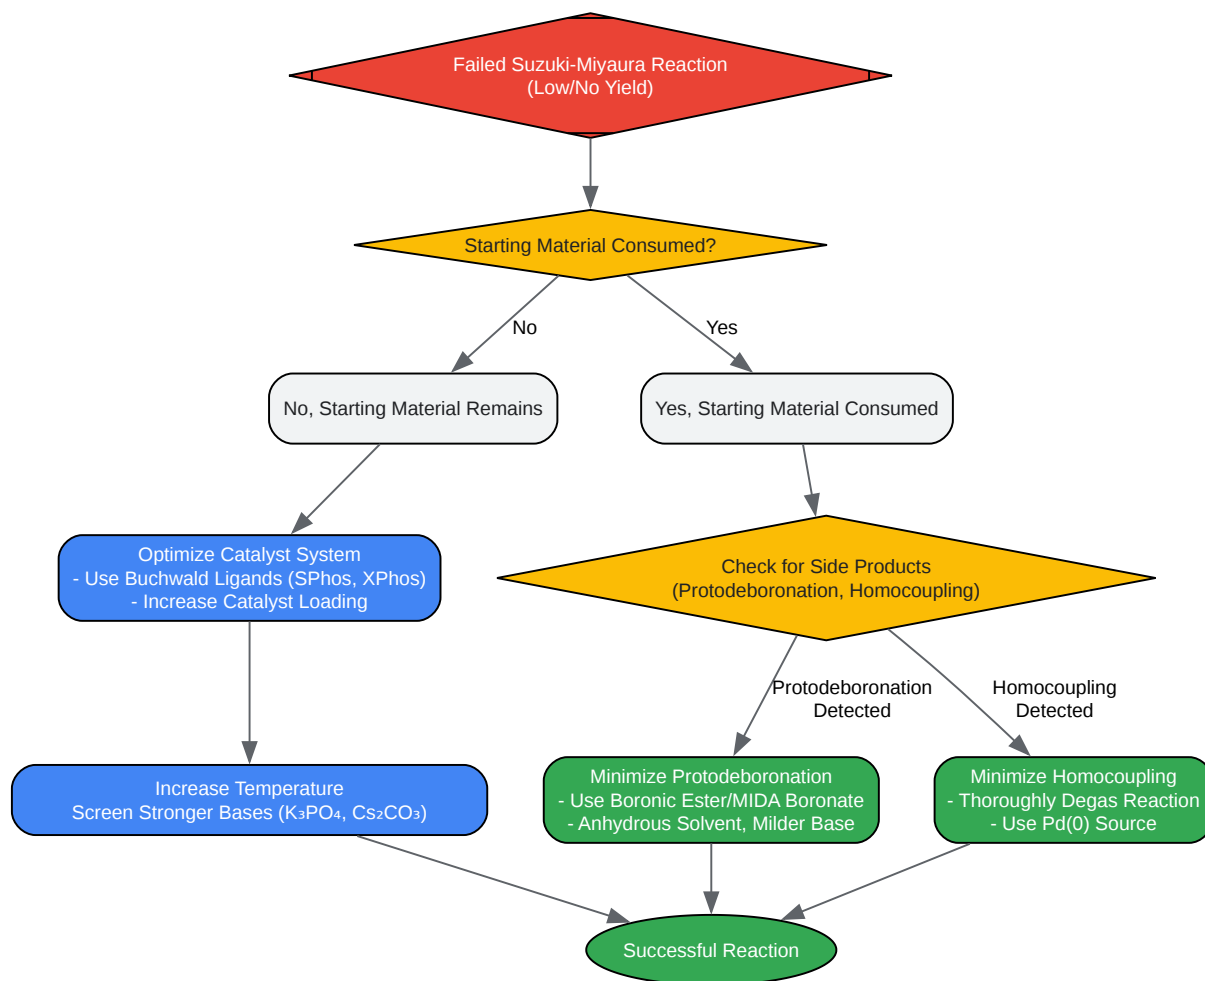 Failed Suzuki-Miyaura Reaction
(Low/No Yield)
Starting Material Consumed?
No
Yes
No, Starting Material Remains
Yes, Starting Material Consumed
Optimize Catalyst System
- Use Buchwald Ligands (SPhos, XPhos)
- Increase Catalyst Loading
Check for Side Products
(Protodeboronation, Homocoupling)
Protodeboronation
Detected
Homocoupling
Detected
Increase Temperature
Screen Stronger Bases (K₃PO₄, Cs₂CO₃)
Minimize Protodeboronation
- Use Boronic Ester/MIDA Boronate
- Anhydrous Solvent, Milder Base
Minimize Homocoupling
- Thoroughly Degas Reaction
- Use Pd(0) Source
Successful Reaction